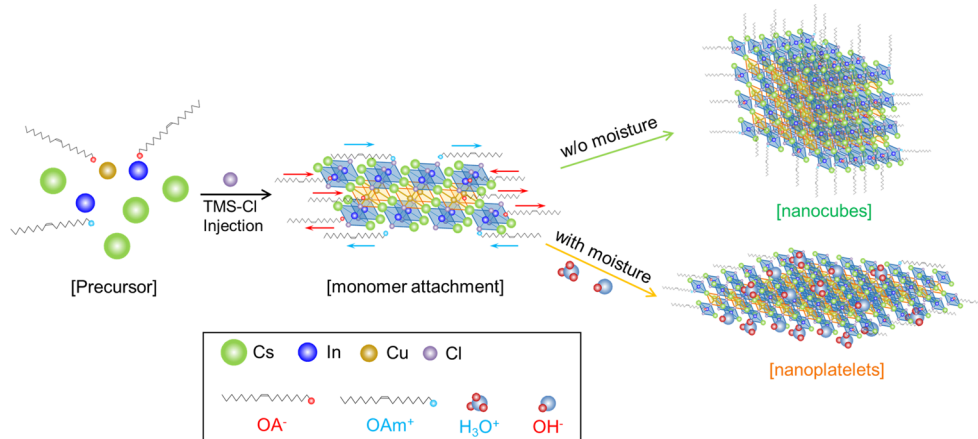 w/o moisture
[nanocubes]
TMS-Cl
Injection
with moisture
[Precursor]
[monomer attachment]
[nanoplatelets]
Cs In Cu Cl
OA⁻ OAm⁺ H₃O⁺ OH⁻